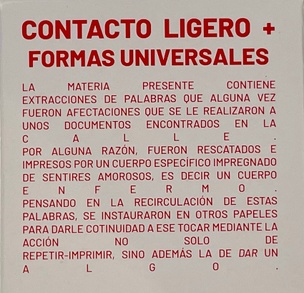 CONTACTO LIGERO +
FORMAS UNIVERSALES
LA MATERIA PRESENTE CONTIENE
EXTRACCIONES DE PALABRAS QUE ALGUNA VEZ
FUERON AFECTACIONES QUE SE LE REALIZARON A
UNOS DOCUMENTOS ENCONTRADOS EN LA
C A L L E .
POR ALGUNA RAZÓN, FUERON RESCATADOS E
IMPRESOS POR UN CUERPO ESPECÍFICO IMPREGNADO
DE SENTIRES AMOROSOS, ES DECIR UN CUERPO
E N F E R M O .
PENSANDO EN LA RECIRCULACIÓN DE ESTAS
PALABRAS, SE INSTAURARON EN OTROS PAPELES
PARA DARLE COTINUIDAD A ESE TOCAR MEDIANTE LA
ACCIÓN NO SOLO DE
REPETIR-IMPRIMIR, SINO ADEMÁS LA DE DAR UN
A L G O .